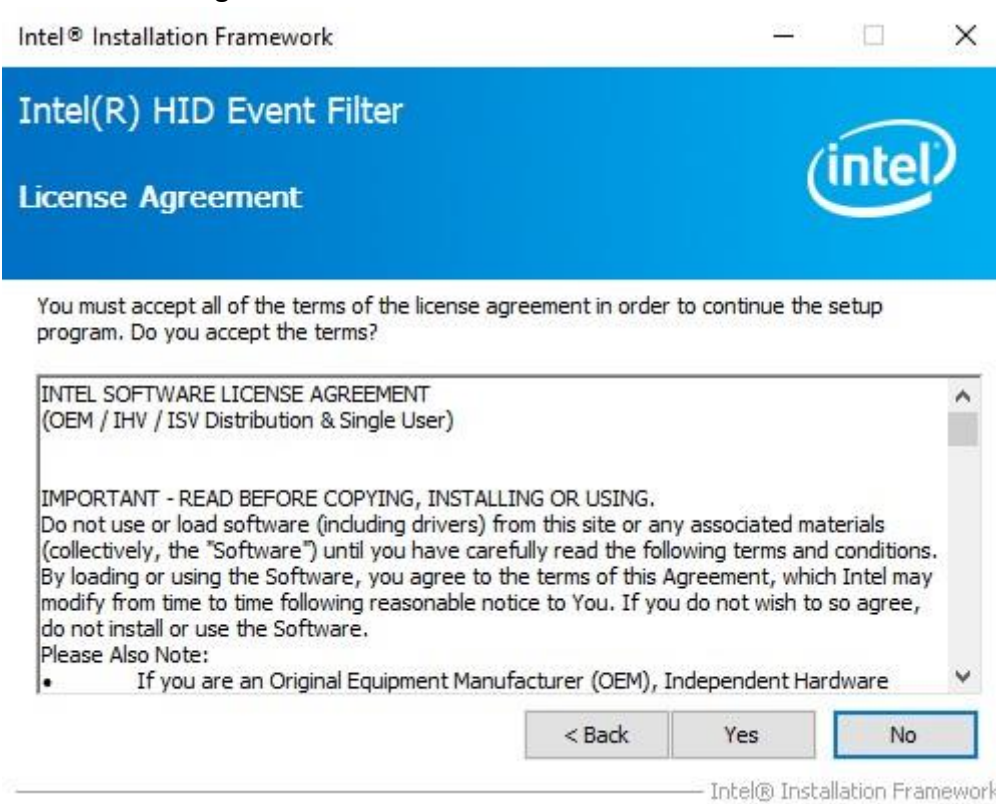 Intel® Installation Framework
Intel(R) HID Event Filter
intel
License Agreement
You must accept all of the terms of the license agreement in order to continue the setup
program. Do you accept the terms?
INTEL SOFTWARE LICENSE AGREEMENT
(OEM / IHV / ISV Distribution & Single User)
IMPORTANT - READ BEFORE COPYING, INSTALLING OR USING.
Do not use or load software (including drivers) from this site or any associated materials
(collectively, the "Software") until you have carefully read the following terms and conditions.
By loading or using the Software, you agree to the terms of this Agreement, which Intel may
modify from time to time following reasonable notice to You. If you do not wish to so agree,
do not install or use the Software.
Please Also Note:
• If you are an Original Equipment Manufacturer (OEM), Independent Hardware
< Back Yes No
Intel® Installation Framework